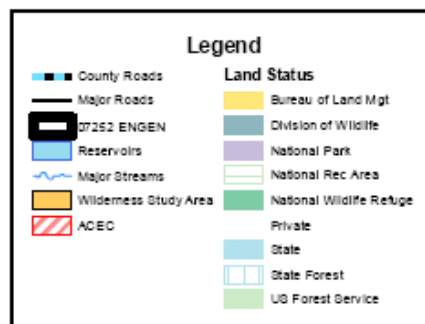 Legend
County Roads
Major Roads
07252 ENGEN
Reservoirs
Major Streams
Wilderness Study Area
ACEC
Land Status
Bureau of Land Mgt
Division of Wildlife
National Park
National Rec Area
National Wildlife Refuge
Private
State
State Forest
US Forest Service